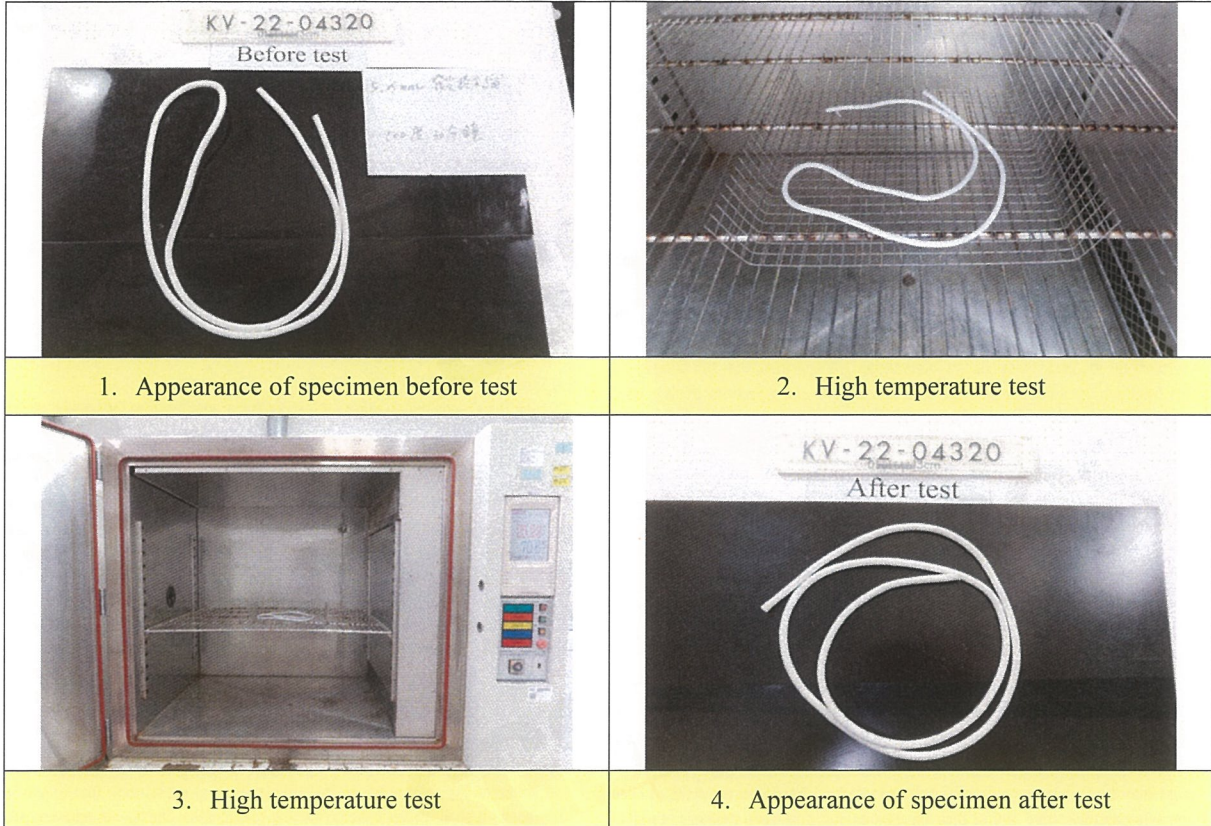 KV-22-04320
Before test
1. Appearance of specimen before test
2. High temperature test
3. High temperature test
KV-22-04320
After test
4. Appearance of specimen after test